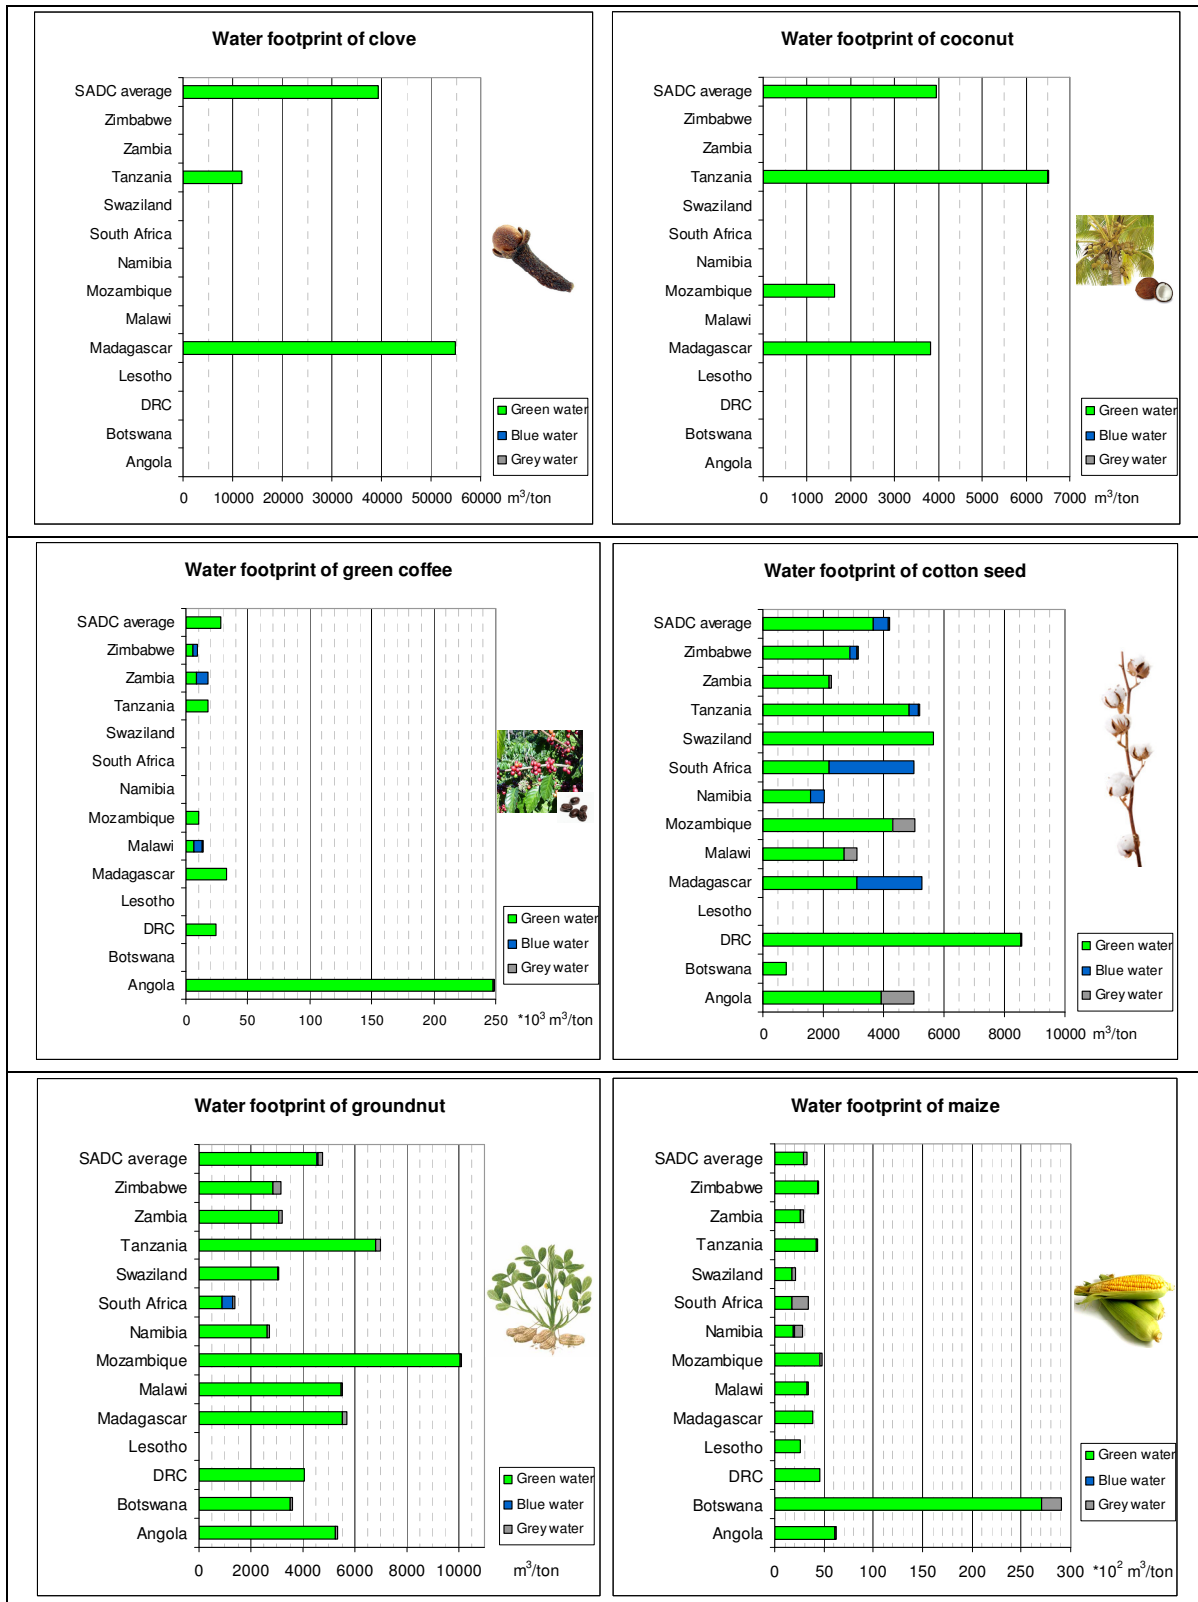 Water footprint of clove
SADC average
Zimbabwe
Zambia
Tanzania
Swaziland
South Africa
Namibia
Mozambique
Malawi
Madagascar
Lesotho
DRC
Botswana
Angola
0 10000 20000 30000 40000 50000 60000 m³/ton
Green water
Blue water
Grey water
Water footprint of coconut
SADC average
Zimbabwe
Zambia
Tanzania
Swaziland
South Africa
Namibia
Mozambique
Malawi
Madagascar
Lesotho
DRC
Botswana
Angola
0 1000 2000 3000 4000 5000 6000 7000 m³/ton
Green water
Blue water
Grey water
Water footprint of green coffee
SADC average
Zimbabwe
Zambia
Tanzania
Swaziland
South Africa
Namibia
Mozambique
Malawi
Madagascar
Lesotho
DRC
Botswana
Angola
0 50 100 150 200 250 *10³ m³/ton
Green water
Blue water
Grey water
Water footprint of cotton seed
SADC average
Zimbabwe
Zambia
Tanzania
Swaziland
South Africa
Namibia
Mozambique
Malawi
Madagascar
Lesotho
DRC
Botswana
Angola
0 2000 4000 6000 8000 10000 m³/ton
Green water
Blue water
Grey water
Water footprint of groundnut
SADC average
Zimbabwe
Zambia
Tanzania
Swaziland
South Africa
Namibia
Mozambique
Malawi
Madagascar
Lesotho
DRC
Botswana
Angola
0 2000 4000 6000 8000 10000 m³/ton
Green water
Blue water
Grey water
Water footprint of maize
SADC average
Zimbabwe
Zambia
Tanzania
Swaziland
South Africa
Namibia
Mozambique
Malawi
Madagascar
Lesotho
DRC
Botswana
Angola
0 50 100 150 200 250 300 *10² m³/ton
Green water
Blue water
Grey water